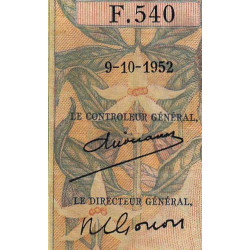 F.540
9-10-1952
LE CONTROLEUR GÉNÉRAL,
LE DIRECTEUR GÉNÉRAL,